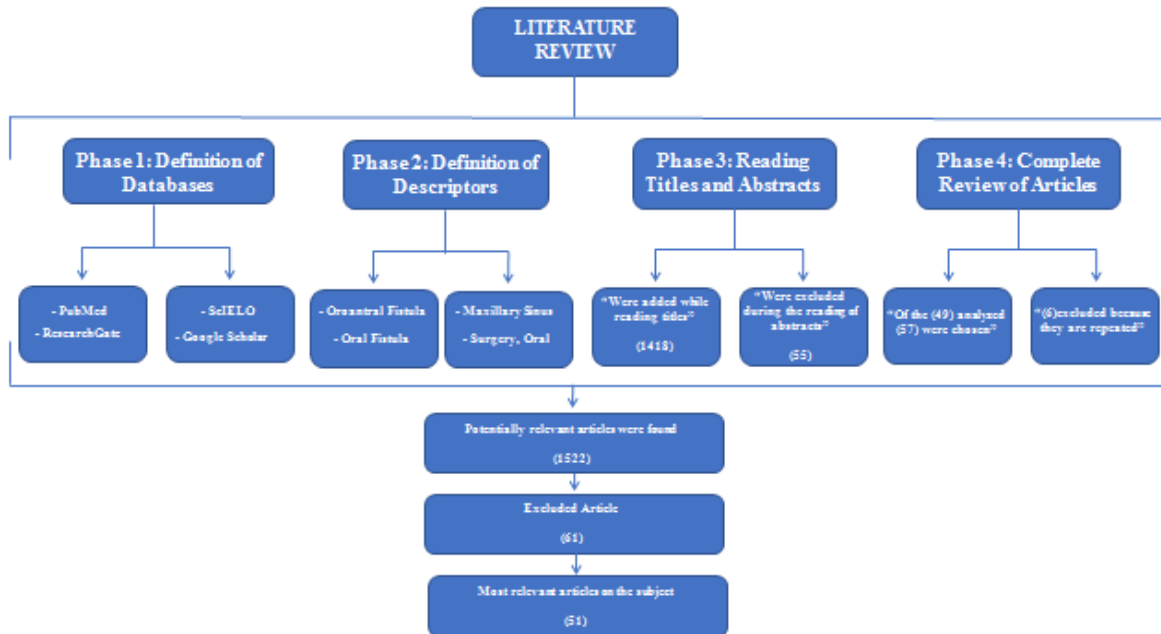 LITERATURE
REVIEW
Phase 1: Definition of
Databases
Phase 2: Definition of
Descriptors
Phase 3: Reading
Titles and Abstracts
Phase 4: Complete
Review of Articles
- PubMed
- ResearchGate
- SciELO
- Google Scholar
- Oroantral Fistula
- Oral Fistula
- Maxillary Sinus
- Surgery, Oral
"Were added while
reading titles"
(1418)
"Were excluded
during the reading of
abstracts"
(55)
"Of the (49) analyzed
(57) were chosen"
"(6)excluded because
they are repeated"
Potentially relevant articles were found
(1522)
Excluded Article
(61)
Most relevant articles on the subject
(51)